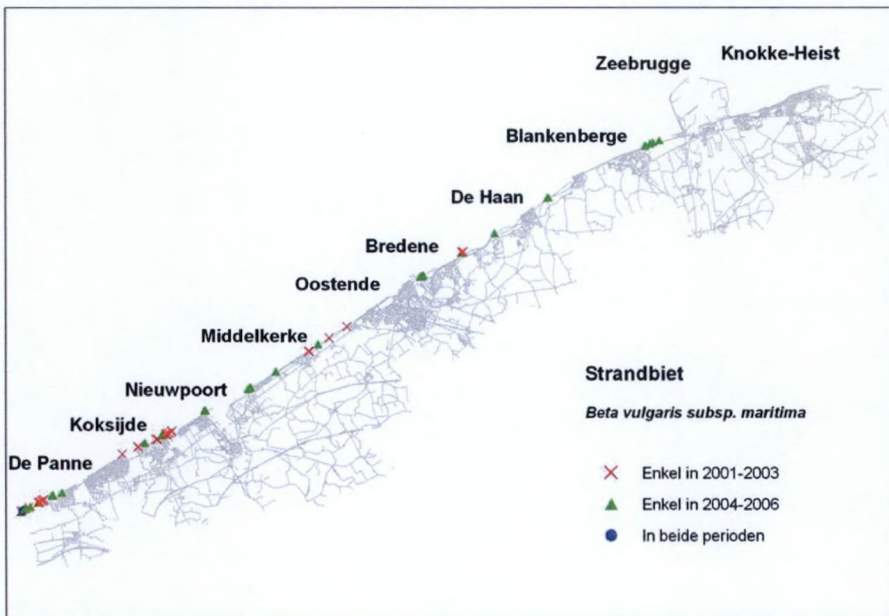 Knokke-Heist
Zeebrugge
Blankenberge
De Haan
Bredene
Oostende
Middelkerke
Nieuwpoort
Koksijde
De Panne
Strandbiet
Beta vulgaris subsp. maritima
Enkel in 2001-2003
Enkel in 2004-2006
In beide perioden